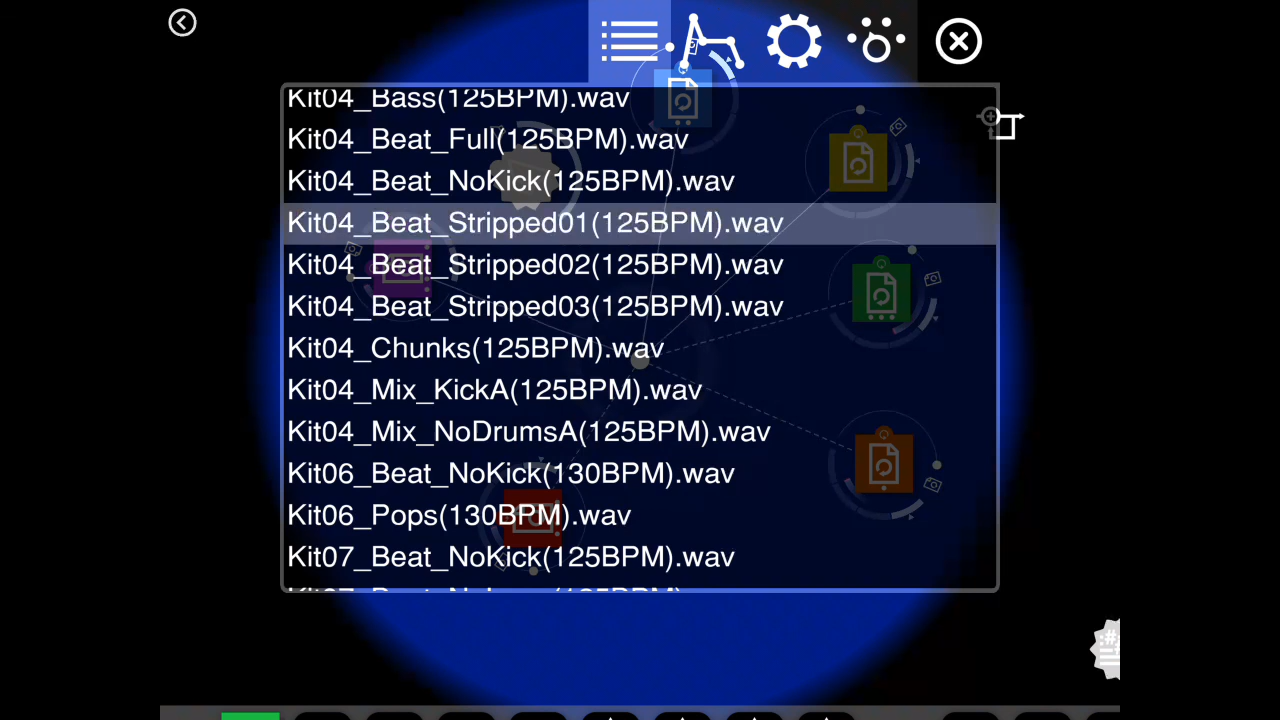 Kit04_Bass(125BPM).wav
Kit04_Beat_Full(125BPM).wav
Kit04_Beat_NoKick(125BPM).wav
Kit04_Beat_Stripped01(125BPM).wav
Kit04_Beat_Stripped02(125BPM).wav
Kit04_Beat_Stripped03(125BPM).wav
Kit04_Chunks(125BPM).wav
Kit04_Mix_KickA(125BPM).wav
Kit04_Mix_NoDrumsA(125BPM).wav
Kit06_Beat_NoKick(130BPM).wav
Kit06_Pops(130BPM).wav
Kit07_Beat_NoKick(125BPM).wav